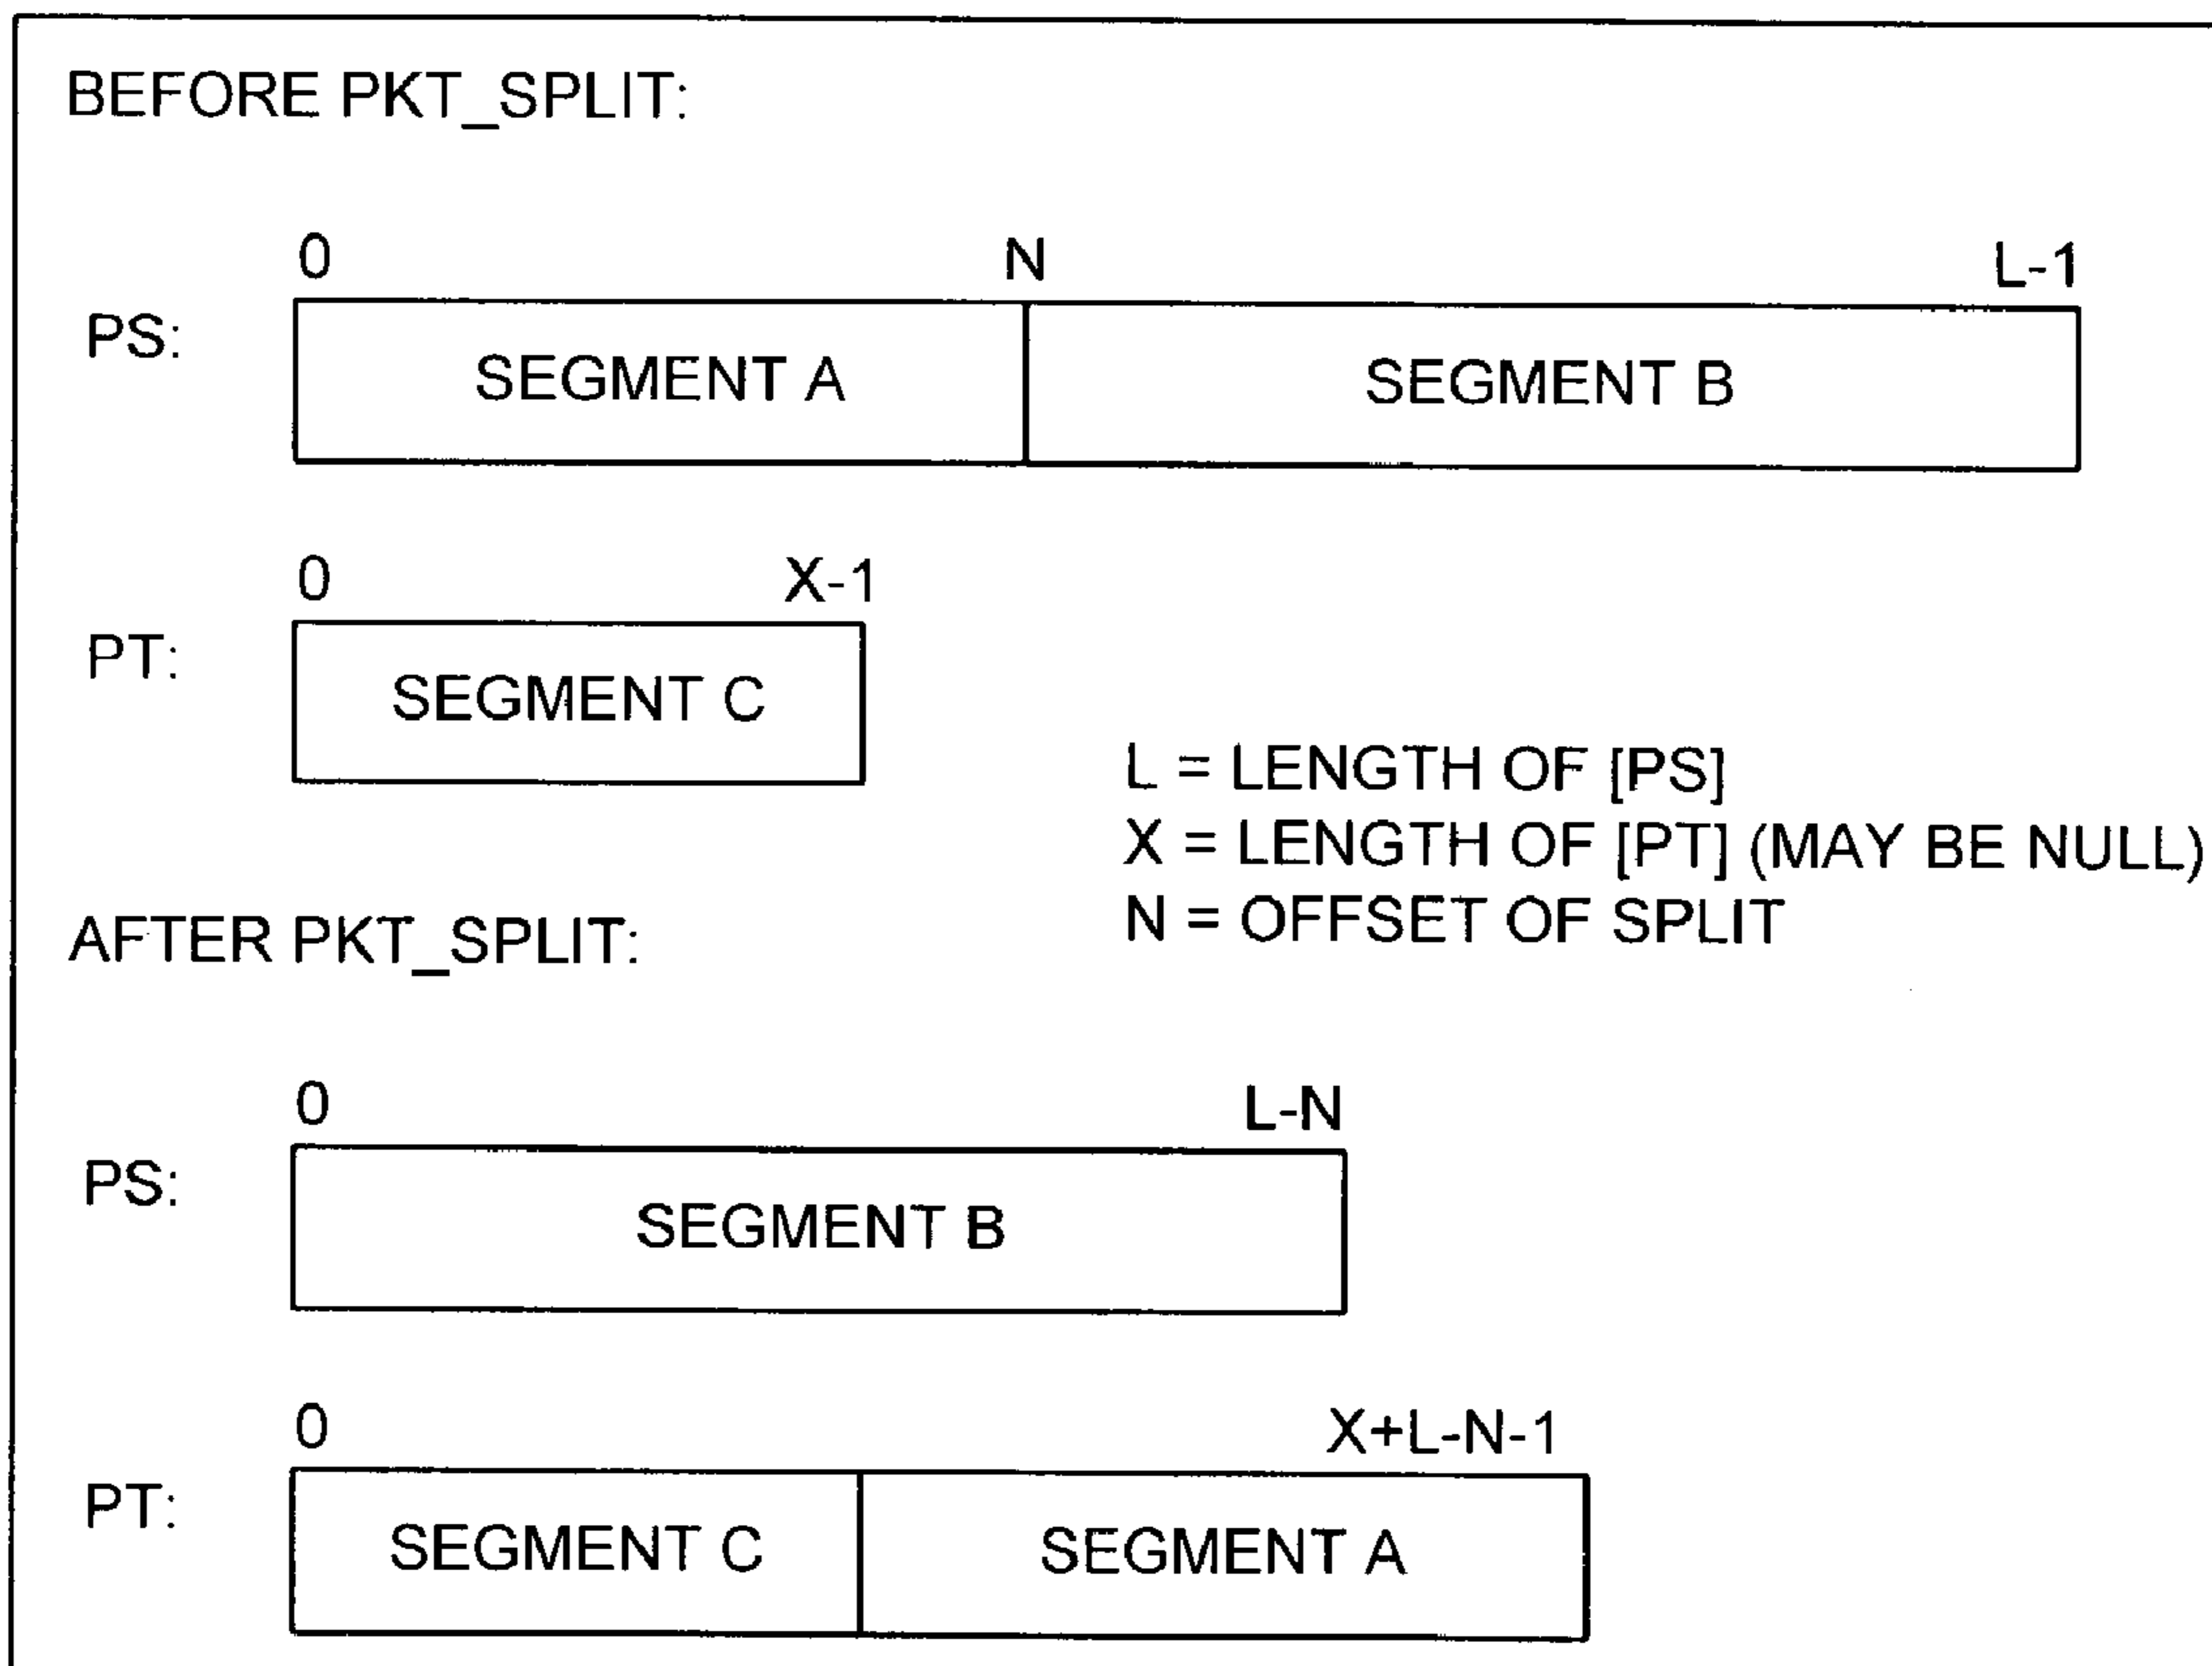 BEFORE PKT_SPLIT:
0 N L-1
PS:
SEGMENT A SEGMENT B
0 X-1
PT:
SEGMENT C
L = LENGTH OF [PS]
X = LENGTH OF [PT] (MAY BE NULL)
N = OFFSET OF SPLIT
AFTER PKT_SPLIT:
0 L-N
PS:
SEGMENT B
0 X+L-N-1
PT:
SEGMENT C SEGMENT A